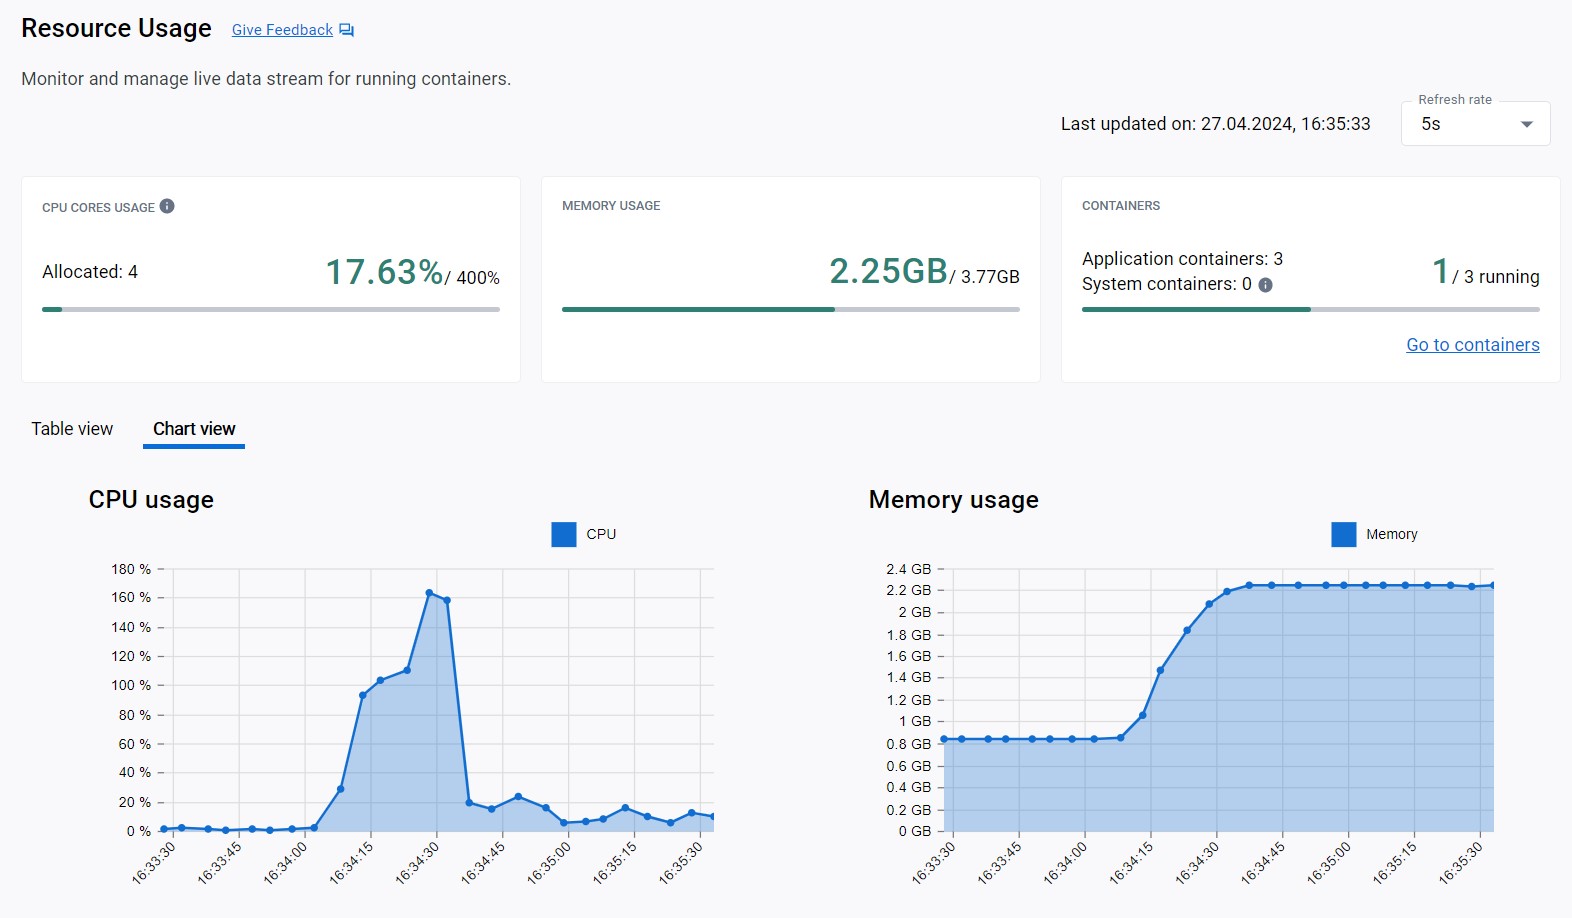 Resource Usage Give Feedback
Monitor and manage live data stream for running containers.
Refresh rate
Last updated on: 27.04.2024, 16:35:33 5s
CPU CORES USAGE
Allocated: 4 17.63% / 400%
MEMORY USAGE
2.25GB / 3.77GB
CONTAINERS
Application containers: 3
System containers: 0
1 / 3 running
Go to containers
Table view Chart view
CPU usage
CPU
180 %
160 %
140 %
120 %
100 %
80 %
60 %
40 %
20 %
0 %
16:33:30 16:33:45 16:34:00 16:34:15 16:34:30 16:34:45 16:35:00 16:35:15 16:35:30
Memory usage
Memory
2.4 GB
2.2 GB
2 GB
1.8 GB
1.6 GB
1.4 GB
1.2 GB
1 GB
0.8 GB
0.6 GB
0.4 GB
0.2 GB
0 GB
16:33:30 16:33:45 16:34:00 16:34:15 16:34:30 16:34:45 16:35:00 16:35:15 16:35:30